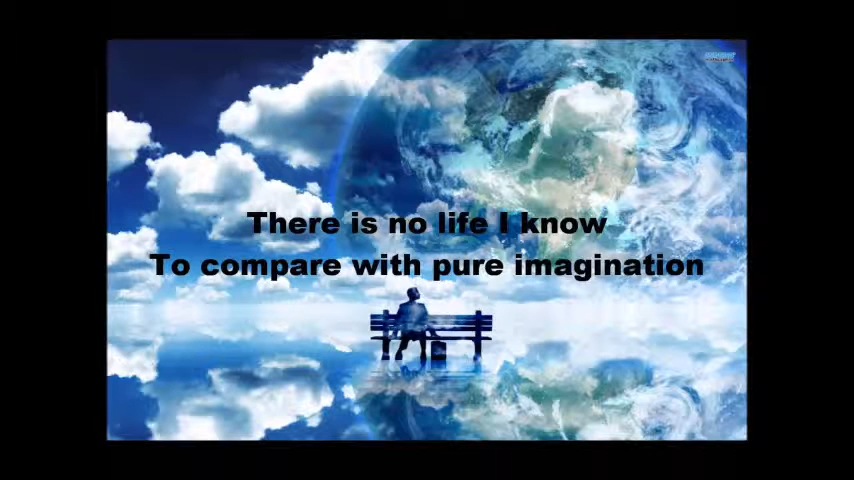 There is no life I know
To compare with pure imagination